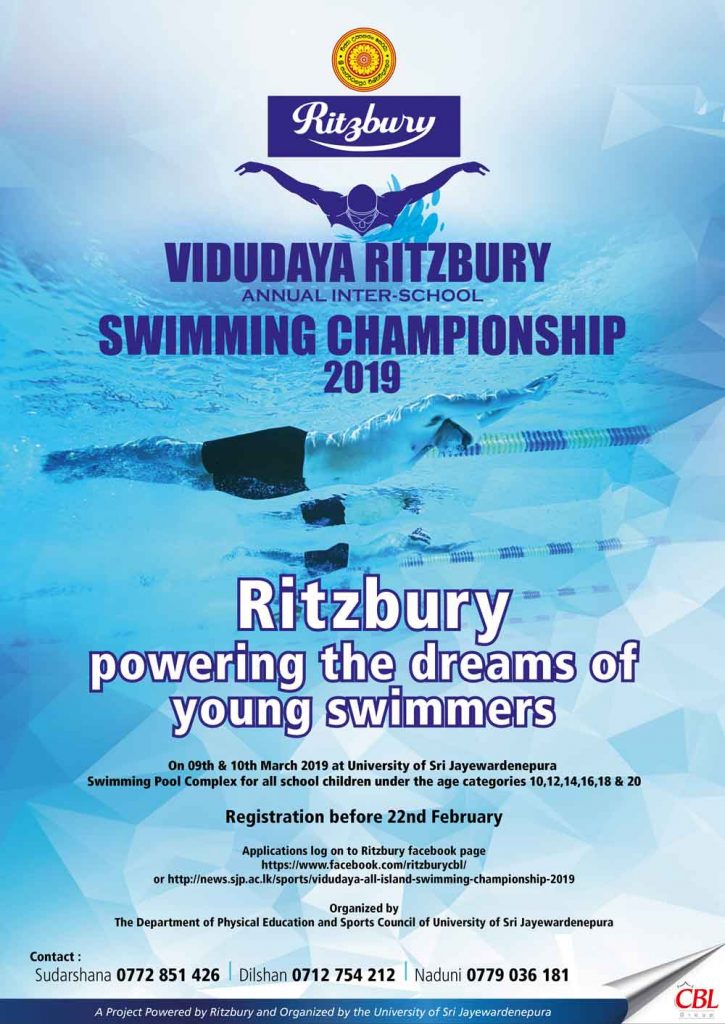 Ritzbury
VIDUDAYA RITZBURY
ANNUAL INTER-SCHOOL
SWIMMING CHAMPIONSHIP
2019
Ritzbury
powering the dreams of
young swimmers
On 09th & 10th March 2019 at University of Sri Jayewardenepura
Swimming Pool Complex for all school children under the age categories 10,12,14,16,18 & 20
Registration before 22nd February
Applications log on to Ritzbury facebook page
https://www.facebook.com/ritzburycbl/
or http://news.sjp.ac.lk/sports/vidudaya-all-island-swimming-championship-2019
Organized by
The Department of Physical Education and Sports Council of University of Sri Jayewardenepura
Contact :
Sudarshana 0772 851 426 | Dilshan 0712 754 212 | Naduni 0779 036 181
CBL
Group
A Project Powered by Ritzbury and Organized by the University of Sri Jayewardenepura